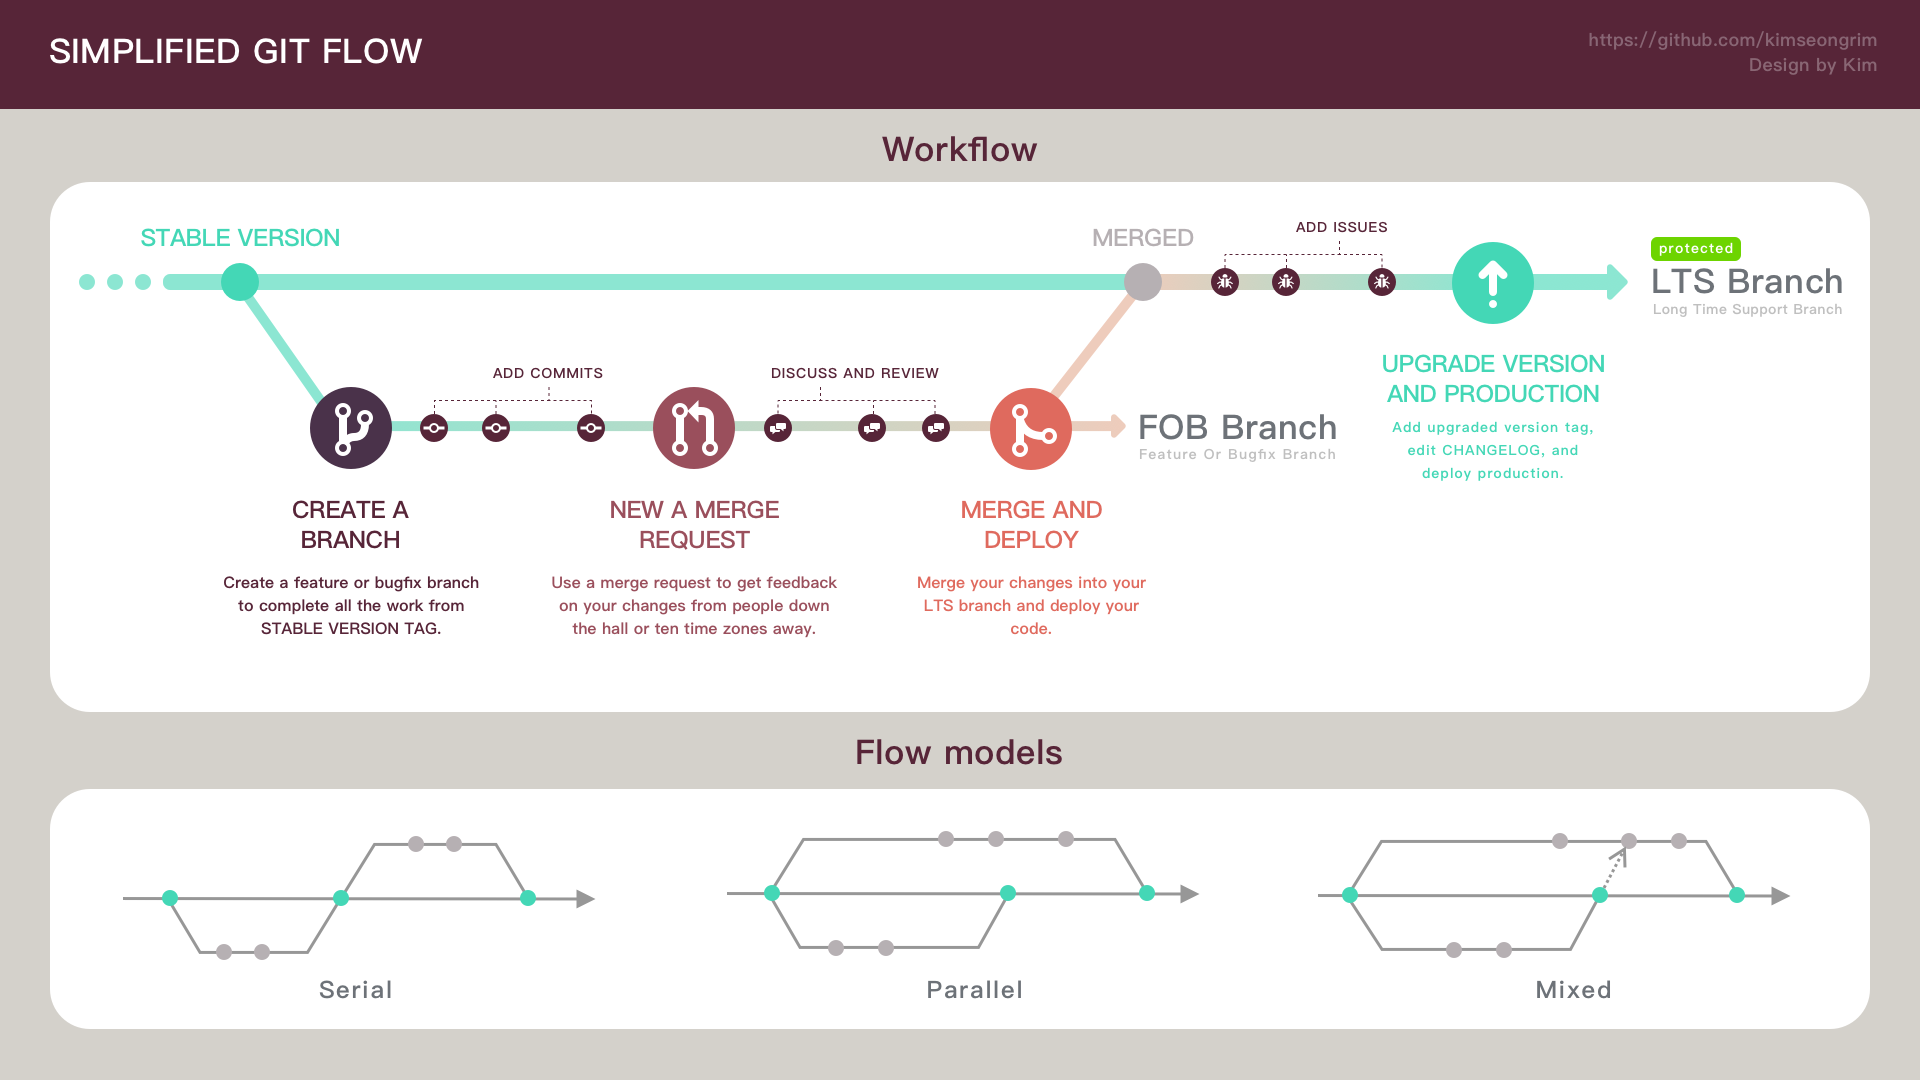 SIMPLIFIED GIT FLOW
https://github.com/kimseongrim
Design by Kim
Workflow
STABLE VERSION
MERGED
ADD ISSUES
protected
LTS Branch
Long Time Support Branch
ADD COMMITS
DISCUSS AND REVIEW
FOB Branch
Feature Or Bugfix Branch
UPGRADE VERSION
AND PRODUCTION
Add upgraded version tag,
edit CHANGELOG, and
deploy production.
CREATE A
BRANCH
Create a feature or bugfix branch
to complete all the work from
STABLE VERSION TAG.
NEW A MERGE
REQUEST
Use a merge request to get feedback
on your changes from people down
the hall or ten time zones away.
MERGE AND
DEPLOY
Merge your changes into your
LTS branch and deploy your
code.
Flow models
Serial
Parallel
Mixed